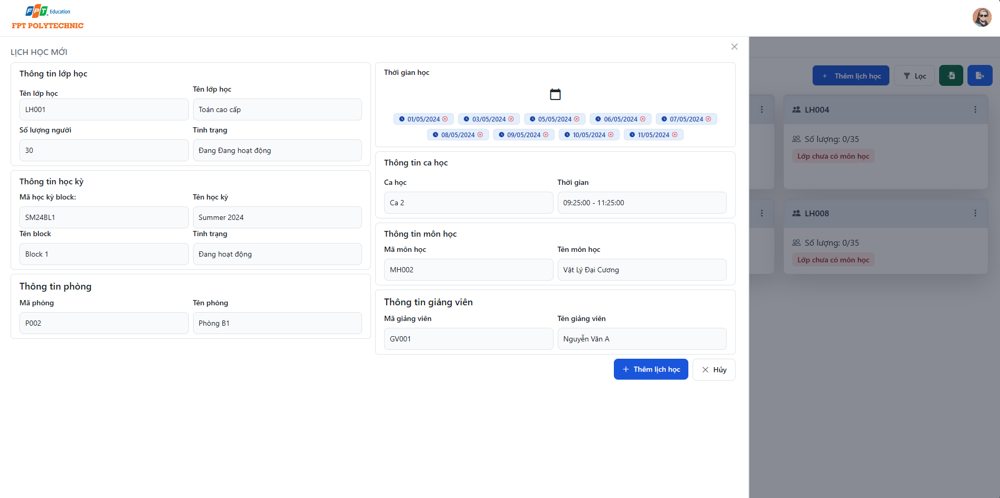 FPT Education
FPT POLYTECHNIC
LỊCH HỌC MỚI
Thông tin lớp học
Tên lớp học
Tên lớp học
LH001
Toán cao cấp
Số lượng người
Tình trạng
30
Đang Đang hoạt động
Thông tin học kỳ
Mã học kỳ block:
Tên học kỳ
SM24BL1
Summer 2024
Tên block
Tình trạng
Block 1
Đang hoạt động
Thông tin phòng
Mã phòng
Tên phòng
P002
Phòng B1
Thời gian học
01/05/2024 03/05/2024 05/05/2024 06/05/2024 07/05/2024
08/05/2024 09/05/2024 10/05/2024 11/05/2024
Thông tin ca học
Ca học
Thời gian
Ca 2
09:25:00 - 11:25:00
Thông tin môn học
Mã môn học
Tên môn học
MH002
Vật Lý Đại Cương
Thông tin giảng viên
Mã giảng viên
Tên giảng viên
GV001
Nguyễn Văn A
Thêm lịch học
Hủy
Thêm lịch học
Lọc
LH004
Số lượng: 0/35
Lớp chưa có môn học
LH008
Số lượng: 0/35
Lớp chưa có môn học